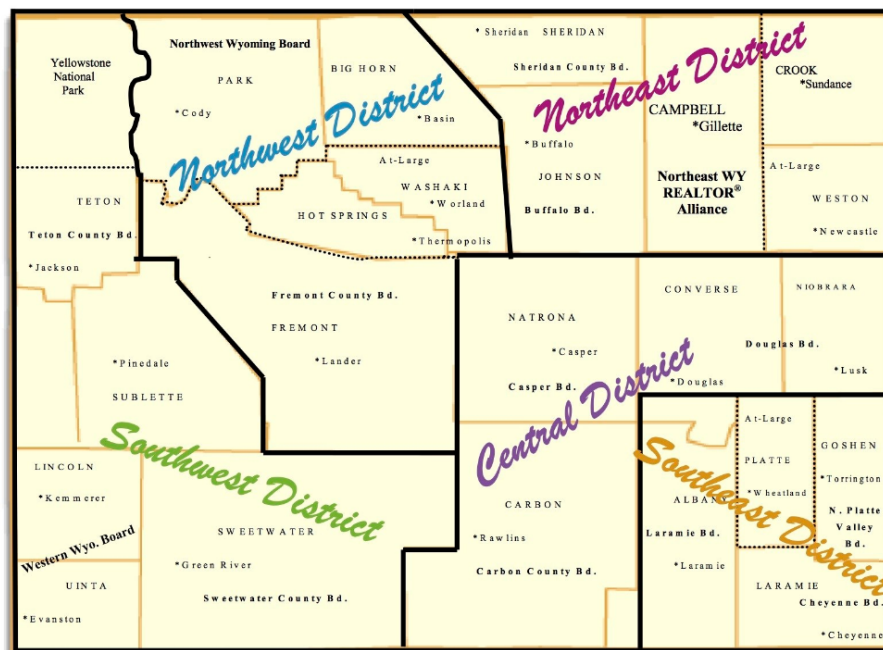 Yellowstone
National
Park
Northwest Wyoming Board
PARK
*Cody
BIG HORN
*Basin
Northwest District
At-Large
WASHAKI
*Worland
HOT SPRINGS
*Thermopolis
*Sheridan SHERIDAN
Sheridan County Bd.
Northeast District
*Buffalo
JOHNSON
Buffalo Bd.
CAMPBELL
*Gillette
Northeast WY
REALTOR®
Alliance
CROOK
*Sundance
At-Large
WESTON
*Newcastle
TETON
Teton County Bd.
*Jackson
*Pinedale
SUBLETTE
Fremont County Bd.
FREMONT
*Lander
NATRONA
*Casper
Casper Bd.
Central District
CONVERSE
*Douglas
NIOBRARA
Douglas Bd.
*Lusk
Southwest District
LINCOLN
*Kemmerer
Western Wyo. Board
UINTA
*Evanston
SWEETWATER
*Green River
Sweetwater County Bd.
CARBON
*Rawlins
Carbon County Bd.
Southeast District
ALBANY
Laramie Bd.
*Laramie
At-Large
PLATTE
*Wheatland
GOSHEN
*Torrington
N. Platte
Valley
Bd.
LARAMIE
Cheyenne Bd.
*Cheyenne